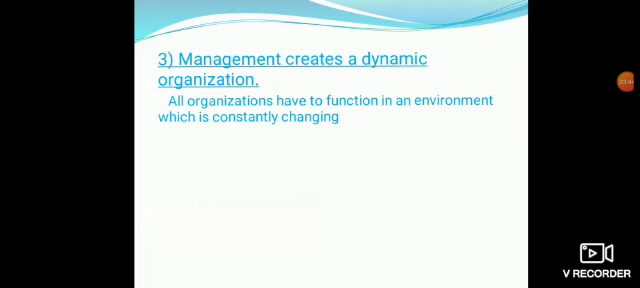 3) Management creates a dynamic
organization.
All organizations have to function in an environment
which is constantly changing
V RECORDER